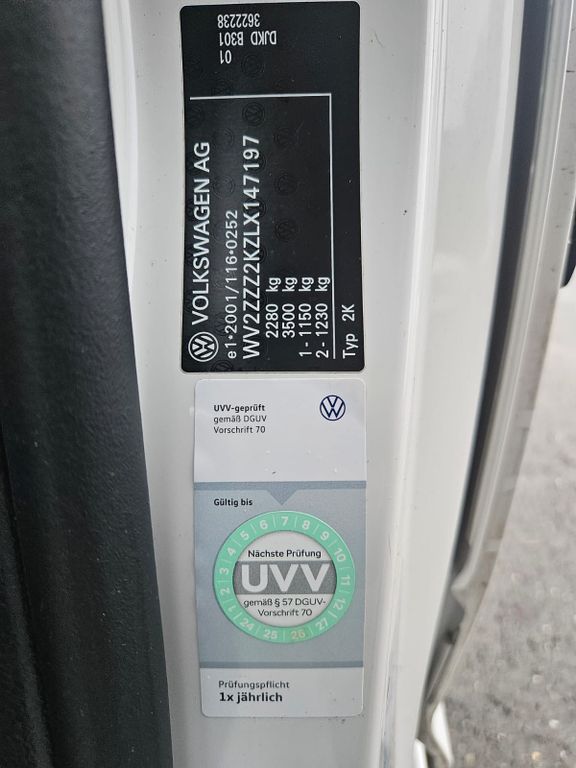 VOLKSWAGEN AG
e1*2001/116*0252
WV2ZZZ2KZLX147197
2280 kg
3500 kg
1 - 1150 kg
2 - 1230 kg
Typ 2K
01
DJKD B301
3622238
UVV-geprüft
gemäß DGUV
Vorschrift 70
Gültig bis
1 2 3 4 5 6 7 8 9 10 11 12
Nächste Prüfung
UVV
gemäß § 57 DGUV-
Vorschrift 70
24 25 26 27
Prüfungspflicht
1x jährlich